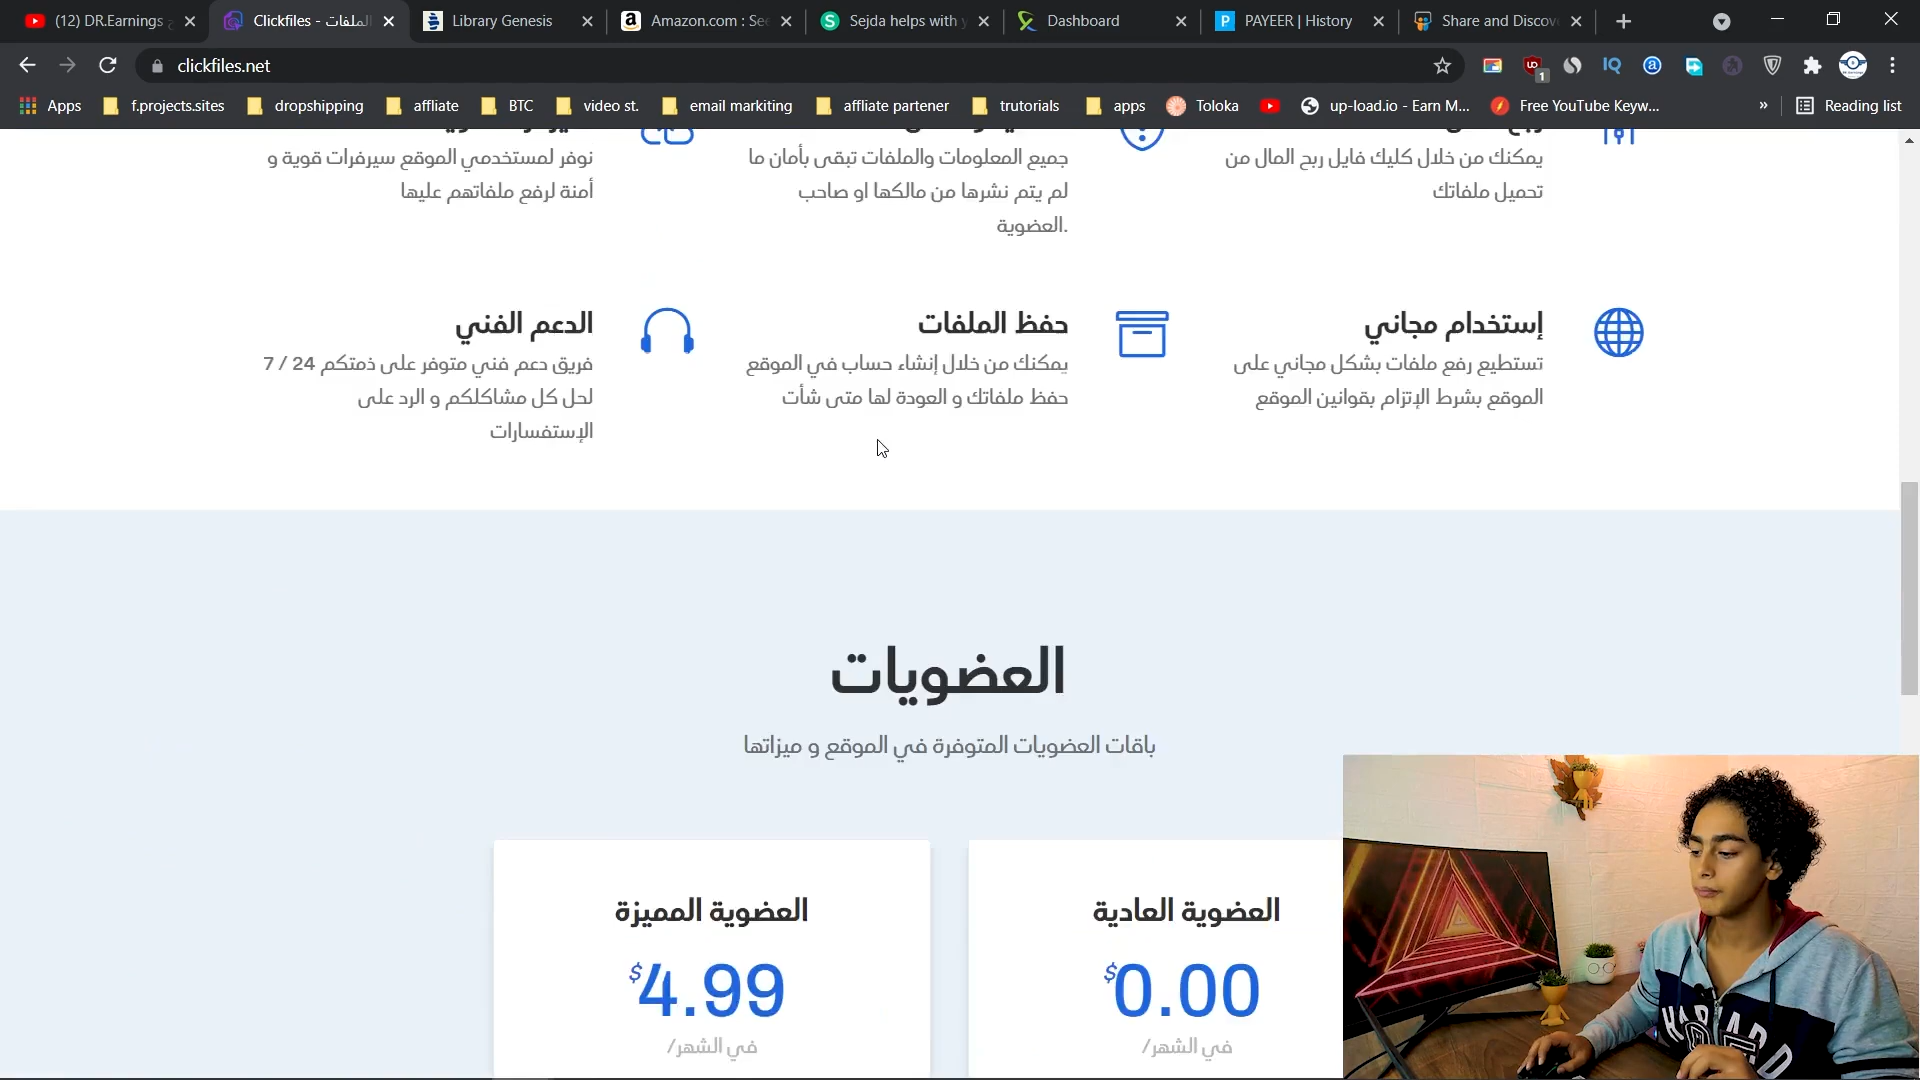 (12) DR.Earnings
Clickfiles - الملفات
Library Genesis
Amazon.com : See
Sejda helps with y
Dashboard
PAYEER | History
Share and Discov
clickfiles.net
Apps
f.projects.sites
dropshipping
affliate
BTC
video st.
email markiting
affliate partener
trutorials
apps
Toloka
up-load.io - Earn M...
Free YouTube Keyw...
»
Reading list
يمكنك من خلال كليك فايل ربح المال من
تحميل ملفاتك
جميع المعلومات والملفات تبقى بأمان ما
لم يتم نشرها من مالكها او صاحب
.العضوية
نوفر لمستخدمي الموقع سيرفرات قوية و
أمنة لرفع ملفاتهم عليها
إستخدام مجاني
تستطيع رفع ملفات بشكل مجاني على
الموقع بشرط الإتزام بقوانين الموقع
حفظ الملفات
يمكنك من خلال إنشاء حساب في الموقع
حفظ ملفاتك و العودة لها متى شأت
الدعم الفني
فريق دعم فني متوفر على ذمتكم 24 / 7
لحل كل مشاكلكم و الرد على
الإستفسارات
العضويات
باقات العضويات المتوفرة في الموقع و ميزاتها
العضوية العادية
$0.00
في الشهر/
العضوية المميزة
$4.99
في الشهر/
HARVARD